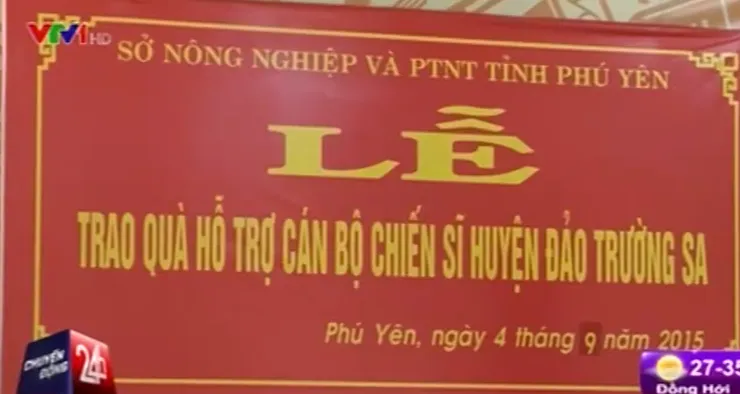 VTV1 HD
SỞ NÔNG NGHIỆP VÀ PTNT TỈNH PHÚ YÊN
LỄ
TRAO QUÀ HỖ TRỢ CÁN BỘ CHIẾN SĨ HUYỆN ĐẢO TRƯỜNG SA
Phú Yên, ngày 4 tháng 9 năm 2015
CHUYỂN
ĐỘNG
24h
27-35
Đồng Hới